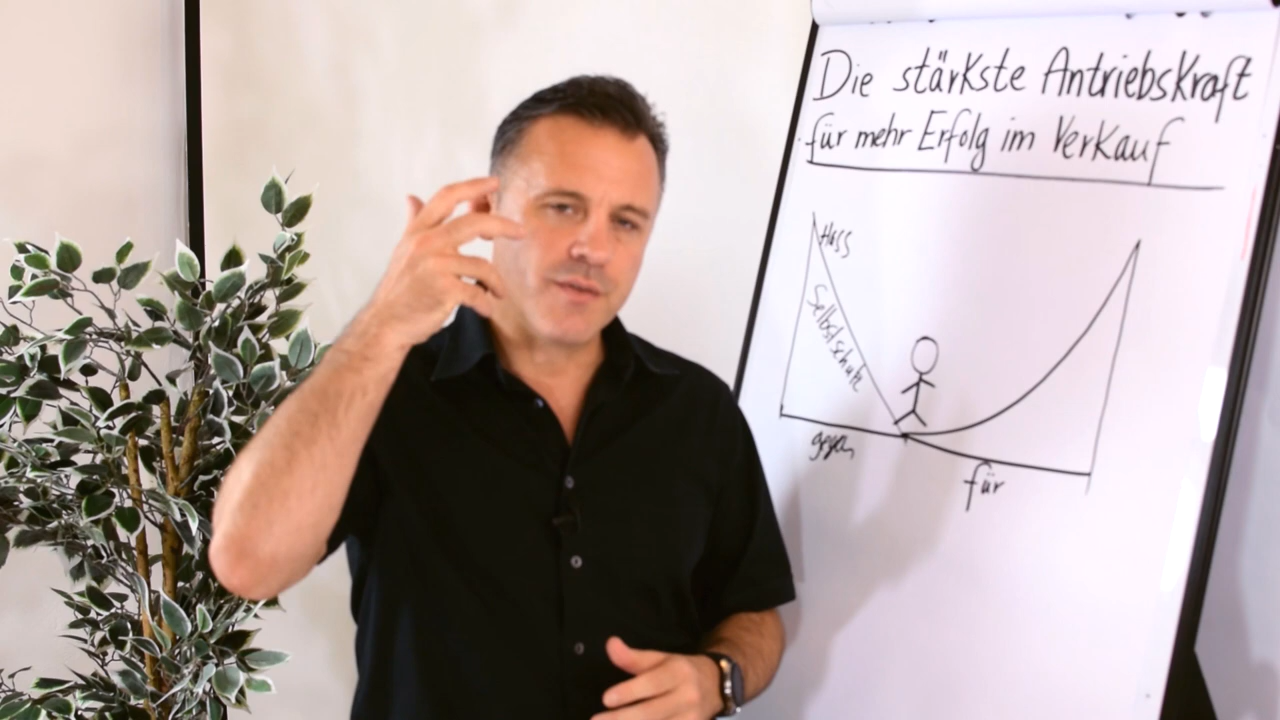 Die stärkste Antriebskraft
für mehr Erfolg im Verkauf
Hass
Selbstschutz
gegen
für